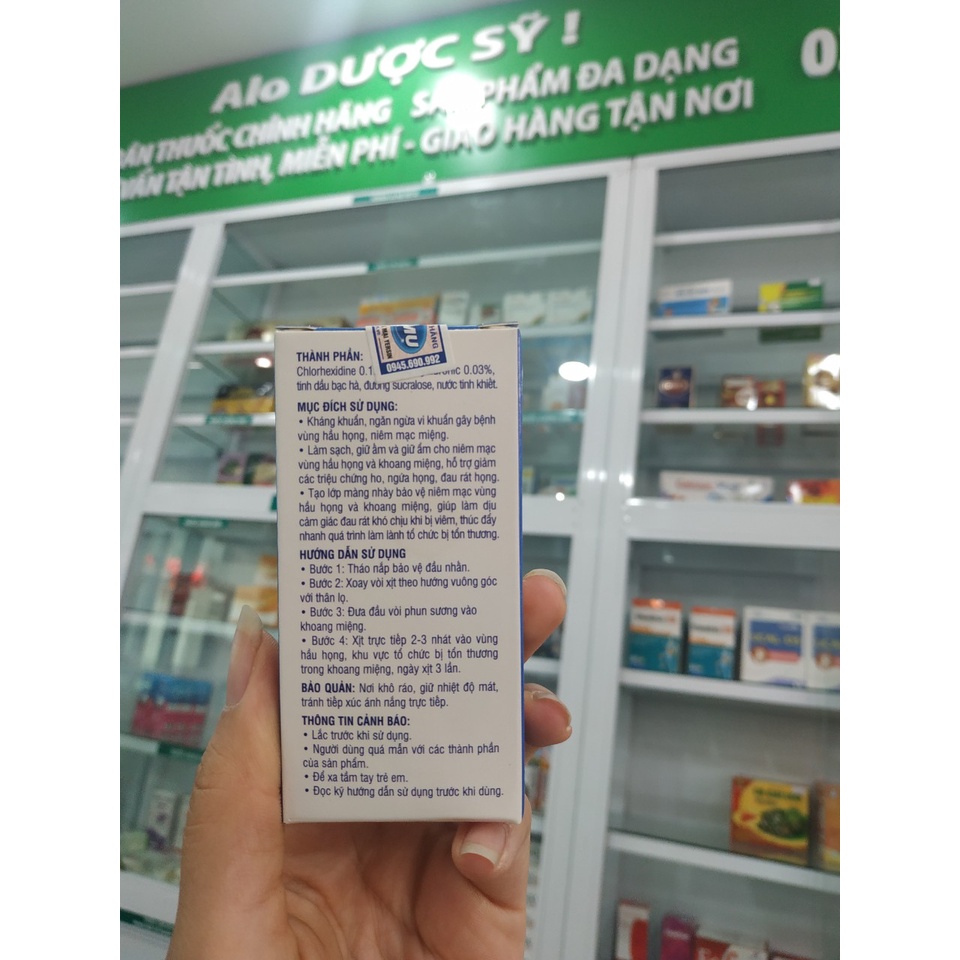 Alo DƯỢC SỸ !
BÁN THUỐC CHÍNH HÃNG SẢN PHẨM ĐA DẠNG
VẤN TẬN TÌNH, MIỄN PHÍ - GIAO HÀNG TẬN NƠI
0945.690.992
THÀNH PHẦN:
Chlorhexidine 0.03%,
tinh dầu bạc hà, đường sucralose, nước tinh khiết.
MỤC ĐÍCH SỬ DỤNG:
• Kháng khuẩn, ngăn ngừa vi khuẩn gây bệnh
vùng hầu họng, niêm mạc miệng.
• Làm sạch, giữ ẩm và giữ ấm cho niêm mạc
vùng hầu họng và khoang miệng, hỗ trợ giảm
các triệu chứng ho, ngứa họng, đau rát họng.
• Tạo lớp màng nhày bảo vệ niêm mạc vùng
hầu họng và khoang miệng, giúp làm dịu
cảm giác đau rát khó chịu khi bị viêm, thúc đẩy
nhanh quá trình làm lành tổ chức bị tổn thương.
HƯỚNG DẪN SỬ DỤNG
• Bước 1: Tháo nắp bảo vệ đầu nhấn.
• Bước 2: Xoay vòi xịt theo hướng vuông góc
với thân lọ.
• Bước 3: Đưa đầu vòi phun sương vào
khoang miệng.
• Bước 4: Xịt trực tiếp 2-3 nhát vào vùng
hầu họng, khu vực tổ chức bị tổn thương
trong khoang miệng, ngày xịt 3 lần.
BẢO QUẢN: Nơi khô ráo, giữ nhiệt độ mát,
tránh tiếp xúc ánh nắng trực tiếp.
THÔNG TIN CẢNH BÁO:
• Lắc trước khi sử dụng.
• Người dùng quá mẫn với các thành phần
của sản phẩm.
• Để xa tầm tay trẻ em.
• Đọc kỹ hướng dẫn sử dụng trước khi dùng.